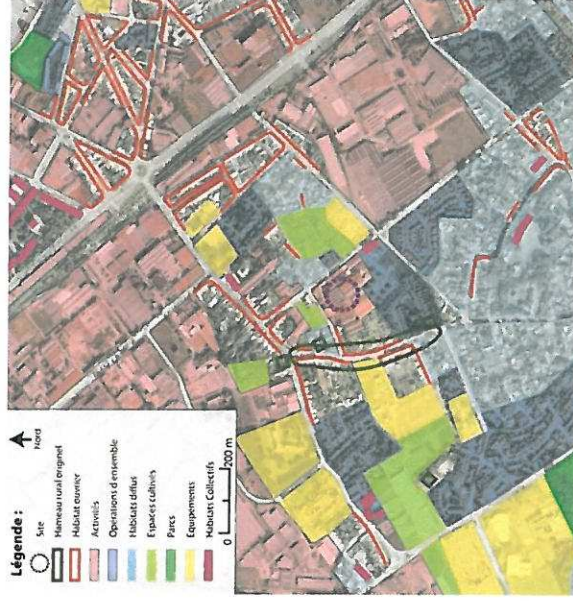 Légende :
Nord
Site
Hameau rural originel
Habitat ouvrier
Activités
Opérations d'ensemble
Habitats diffus
Espaces cultivés
Parcs
Equipements
Habitats Collectifs
0
200 m